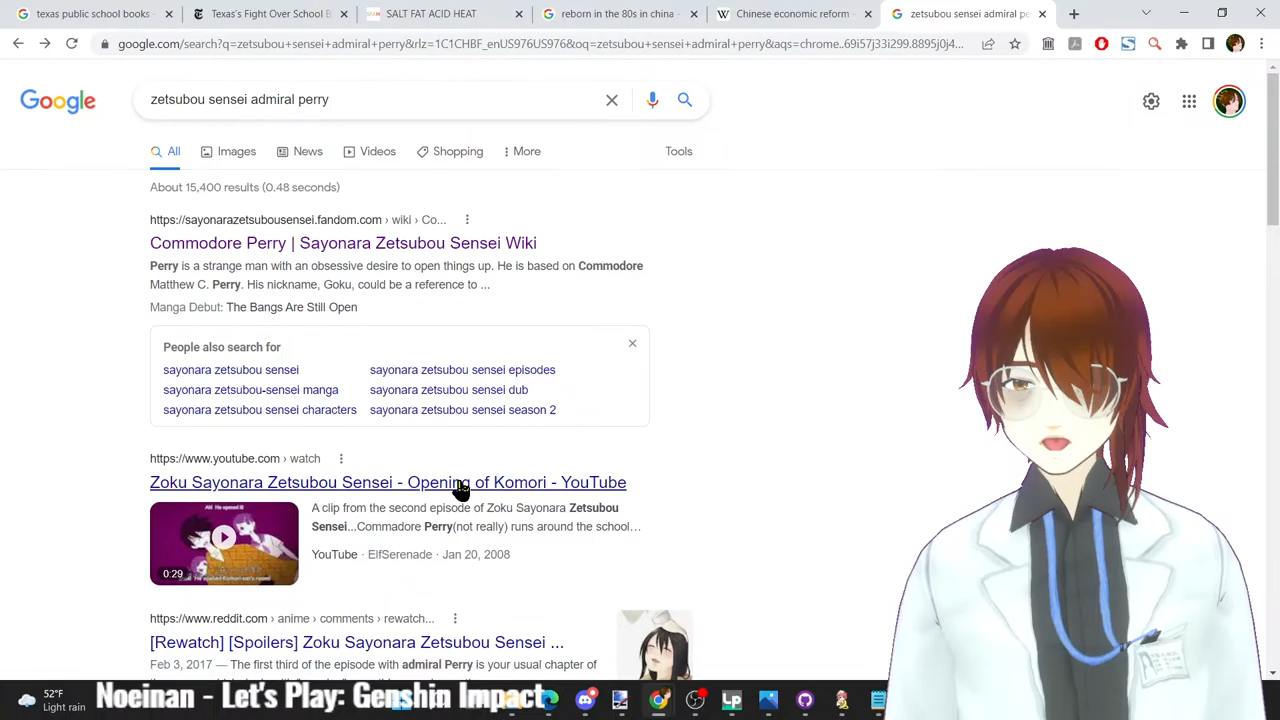 texas public school books -
Texas's Fight Over School B
SALT FAT ACID HEAT
reborn in the 80s in china -
Chinese economic reform -
zetsubou sensei admiral pe
google.com/search?q=zetsubou+sensei+admiral+perry&rlz=1C1CHBF_enUS976US976&oq=zetsubou+sensei+admiral+perry&aqs=chrome..69i57j33i299.8895j0j4...
Google
zetsubou sensei admiral perry
All
Images
News
Videos
Shopping
More
Tools
About 15,400 results (0.48 seconds)
https://sayonarazetsubousensei.fandom.com › wiki › Co...
Commodore Perry | Sayonara Zetsubou Sensei Wiki
Perry is a strange man with an obsessive desire to open things up. He is based on Commodore
Matthew C. Perry. His nickname, Goku, could be a reference to ...
Manga Debut: The Bangs Are Still Open
People also search for
sayonara zetsubou sensei
sayonara zetsubou sensei episodes
sayonara zetsubou-sensei manga
sayonara zetsubou sensei dub
sayonara zetsubou sensei characters
sayonara zetsubou sensei season 2
https://www.youtube.com › watch
Zoku Sayonara Zetsubou Sensei - Opening of Komori - YouTube
A clip from the second episode of Zoku Sayonara Zetsubou
Sensei...Commadore Perry(not really) runs around the school...
0:29
YouTube · ElfSerenade · Jan 20, 2008
https://www.reddit.com › anime › comments › rewatch...
[Rewatch] [Spoilers] Zoku Sayonara Zetsubou Sensei ...
Feb 3, 2017 — The first third of the episode with admiral Perry is your usual chapter of
52°F
Light rain
Noeinan - Let's Play: Genshin Impact